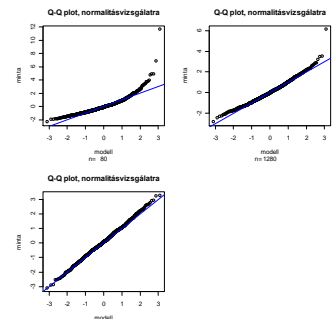 Q-Q plot, normalitásvizsgálatra
minta
12
10
8
6
4
2
0
-2
-3 -2 -1 0 1 2 3
modell
n= 80
Q-Q plot, normalitásvizsgálatra
minta
6
4
2
0
-2
-3 -2 -1 0 1 2 3
modell
n=1280
Q-Q plot, normalitásvizsgálatra
minta
3
2
1
0
-1
-2
-3
-3 -2 -1 0 1 2 3
modell